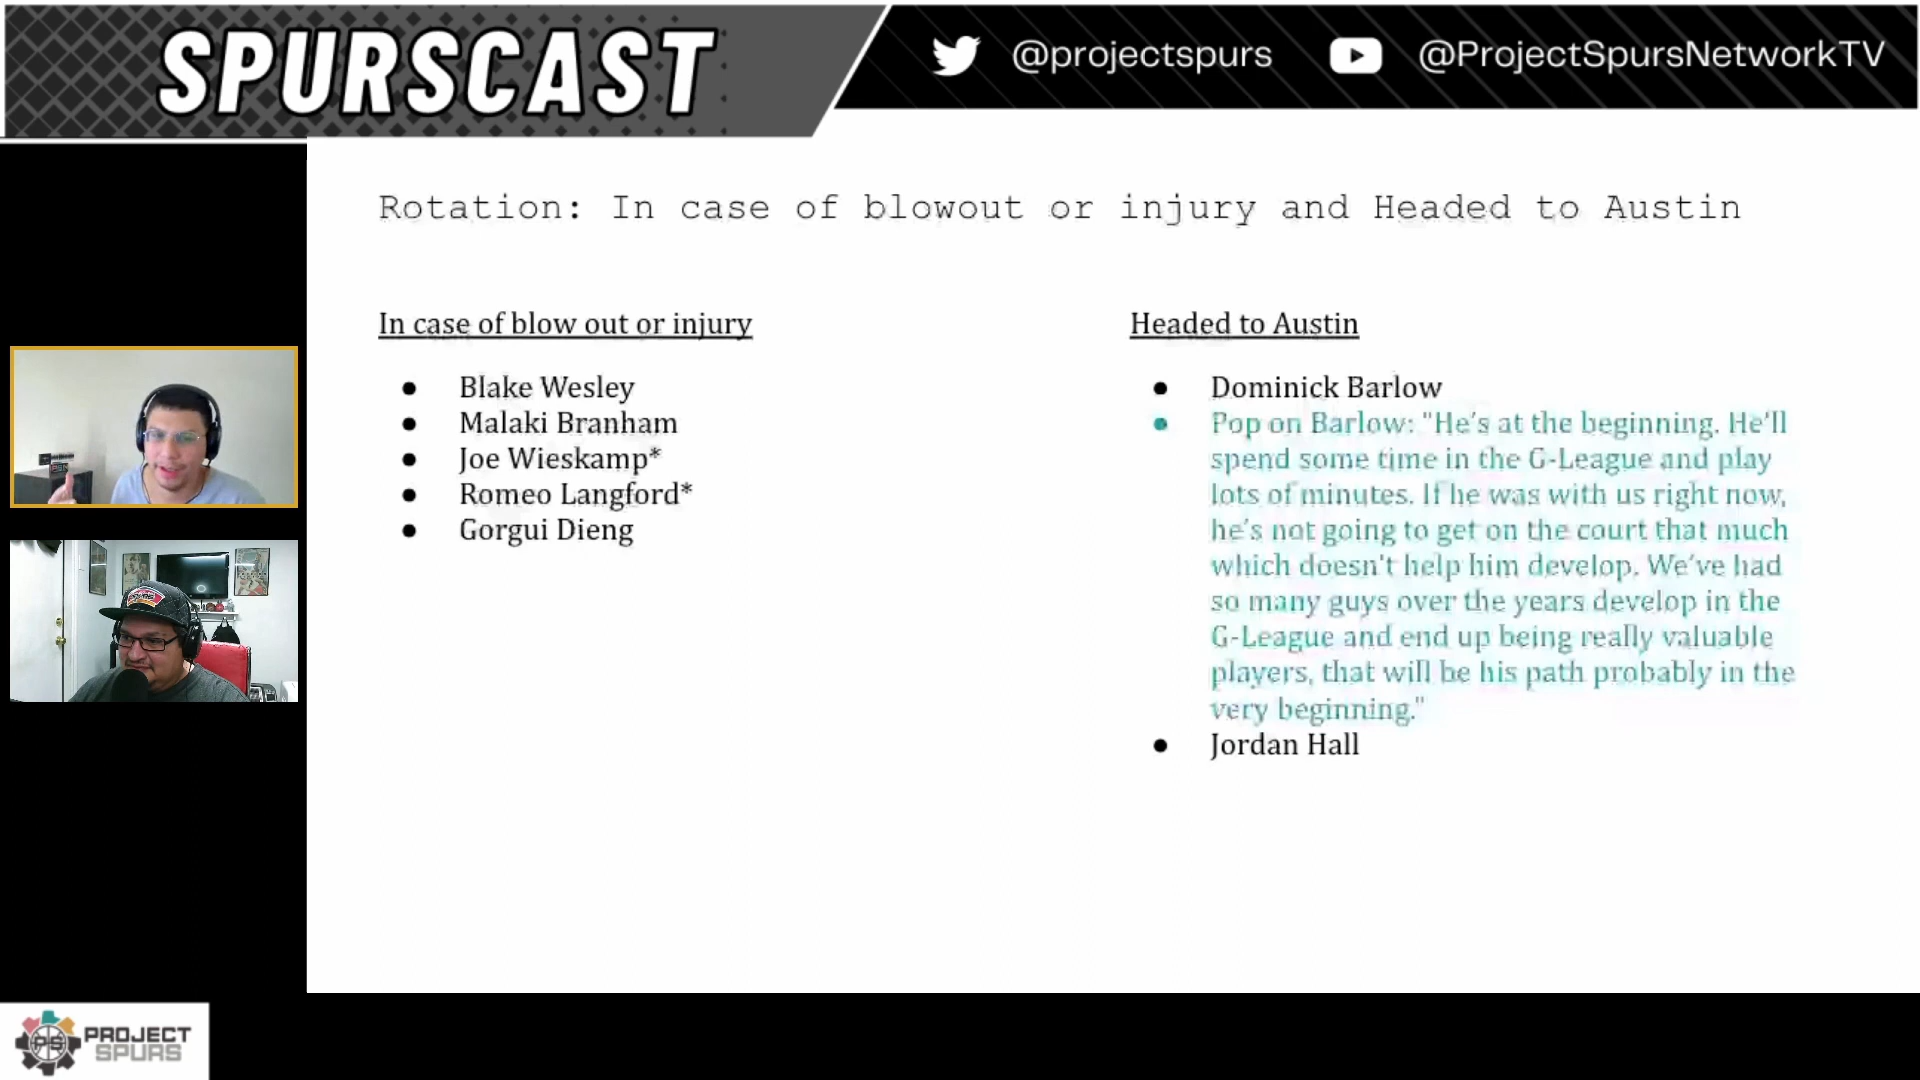 SPURSCAST
@projectspurs
@ProjectSpursNetworkTV
Rotation: In case of blowout or injury and Headed to Austin
In case of blow out or injury
● Blake Wesley
● Malaki Branham
● Joe Wieskamp*
● Romeo Langford*
● Gorgui Dieng
Headed to Austin
● Dominick Barlow
● Pop on Barlow: "He's at the beginning. He'll
spend some time in the G-League and play
lots of minutes. If he was with us right now,
he's not going to get on the court that much
which doesn't help him develop. We've had
so many guys over the years develop in the
G-League and end up being really valuable
players, that will be his path probably in the
very beginning."
● Jordan Hall
PS
PROJECT
SPURS